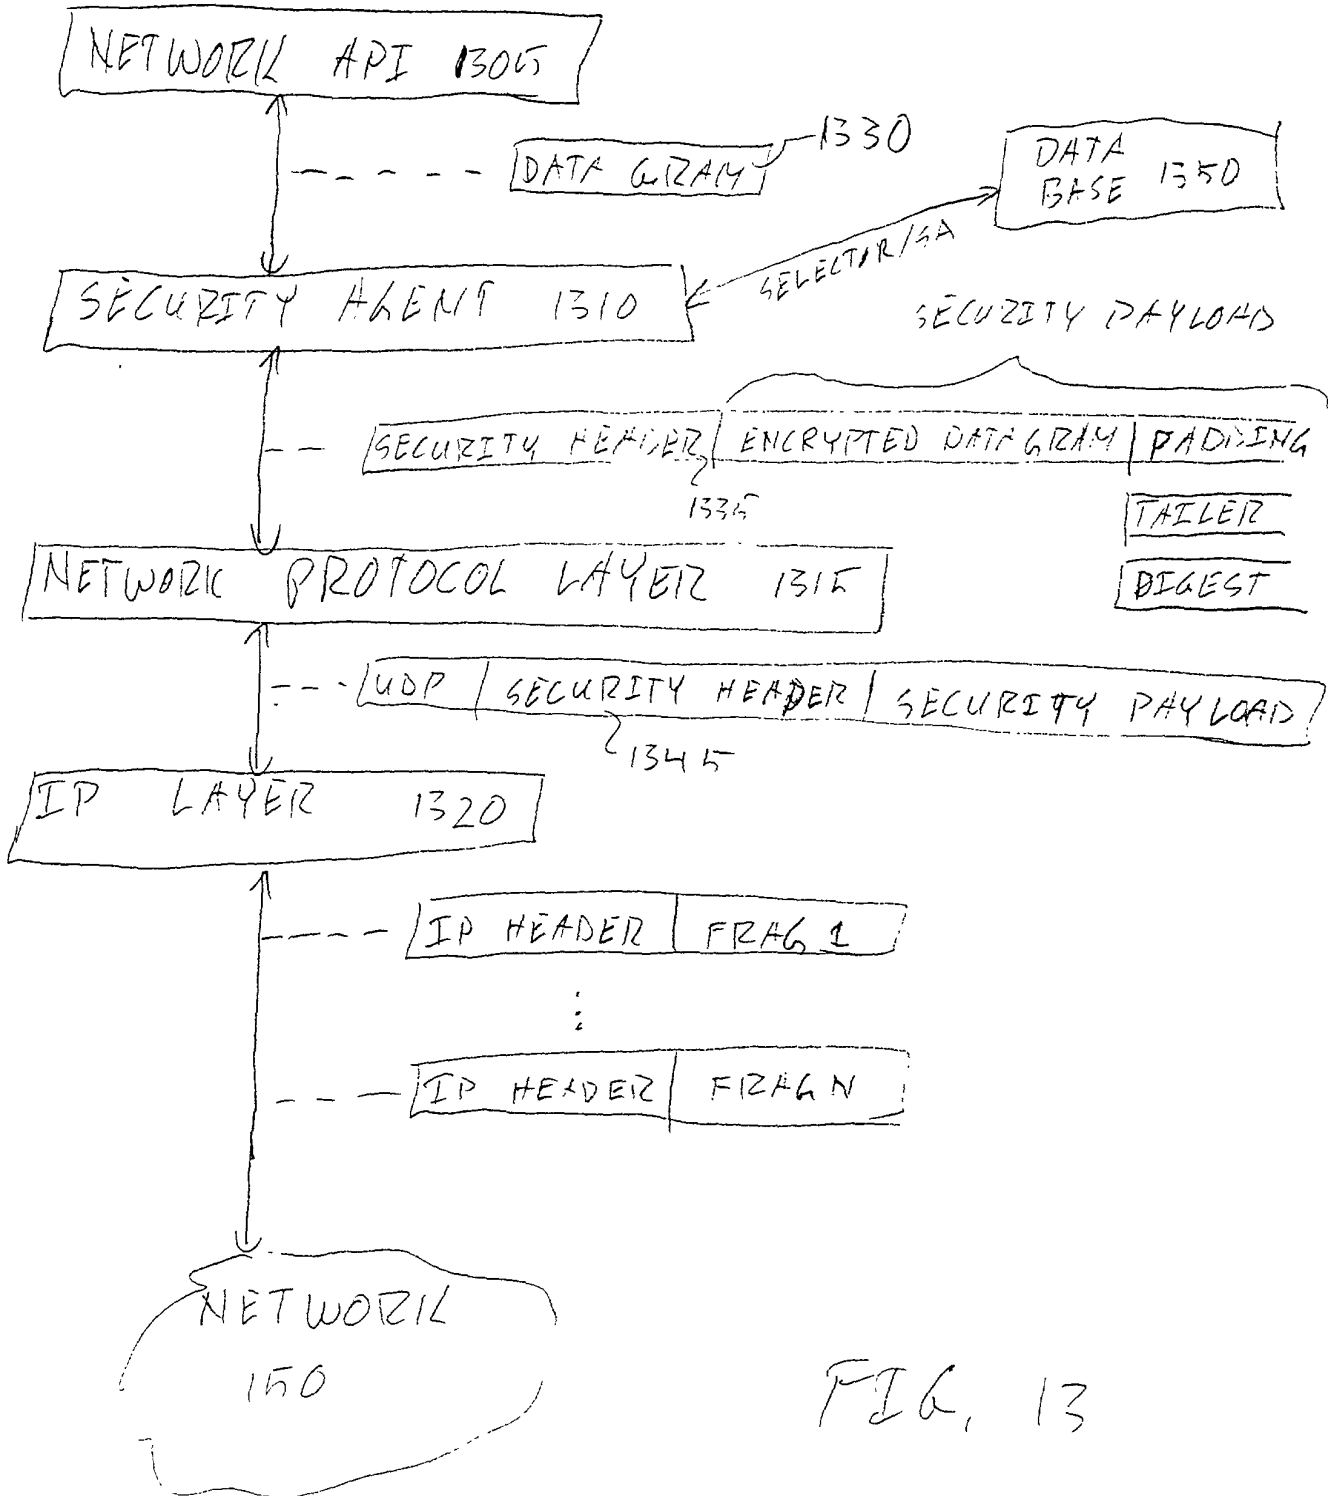 NETWORK API 1305
1330
DATA GRAM
DATA
BASE 1350
SELECTOR/SA
SECURITY AGENT 1310
SECURITY PAYLOAD
SECURITY HEADER | ENCRYPTED DATAGRAM | PADDING
1335
TAILER
DIGEST
NETWORK PROTOCOL LAYER 1315
UDP | SECURITY HEADER | SECURITY PAYLOAD
1345
IP LAYER 1320
IP HEADER | FRAG 1
IP HEADER | FRAG N
NETWORK
150
FIG. 13